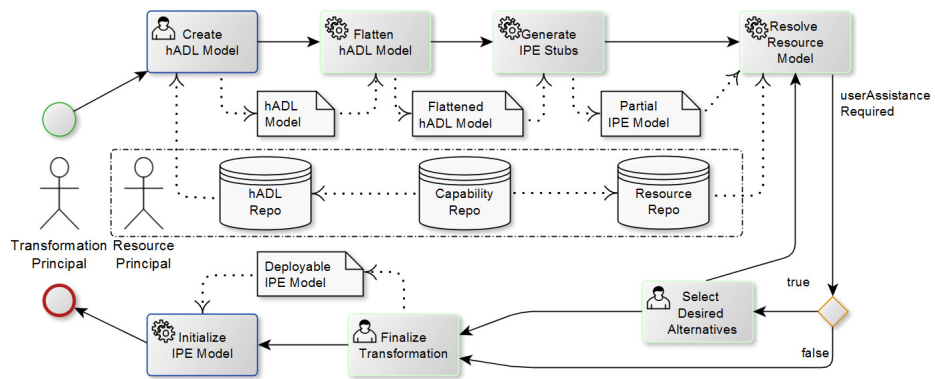 Create
hADL Model
Flatten
hADL Model
Generate
IPE Stubs
Resolve
Resource
Model
userAssistance
Required
hADL
Model
Flattened
hADL Model
Partial
IPE Model
hADL
Repo
Capability
Repo
Resource
Repo
Transformation
Principal
Resource
Principal
Deployable
IPE Model
true
Select
Desired
Alternatives
Initialize
IPE Model
Finalize
Transformation
false